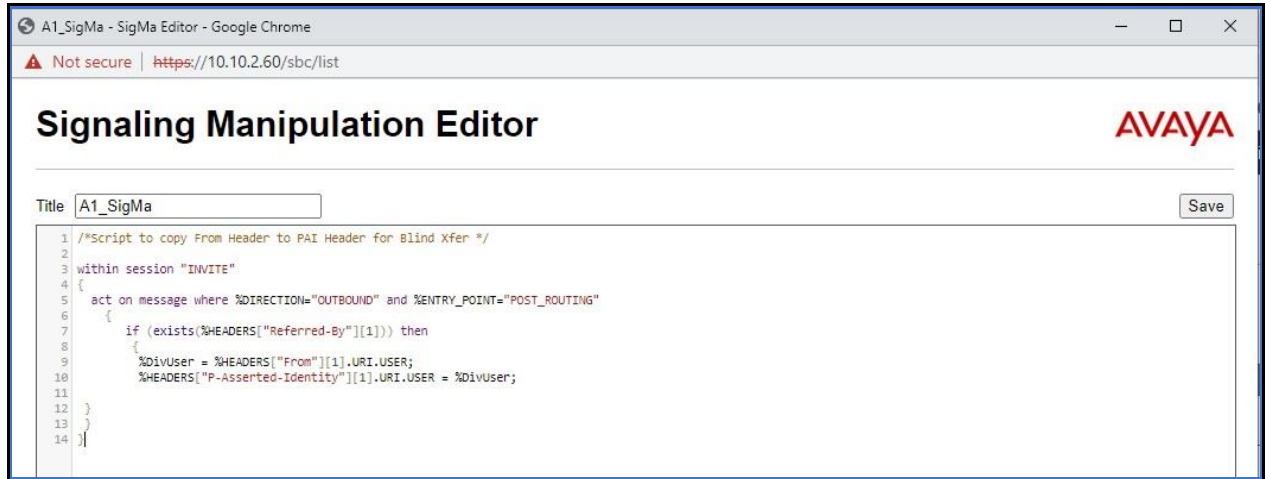 A1_SigMa - SigMa Editor - Google Chrome
Not secure | https://10.10.2.60/sbc/list
Signaling Manipulation Editor
AVAYA
Title A1_SigMa Save
1 /*Script to copy From Header to PAI Header for Blind Xfer */
2
3 within session "INVITE"
4 {
5 act on message where %DIRECTION="OUTBOUND" and %ENTRY_POINT="POST_ROUTING"
6 {
7 if (exists(%HEADERS["Referred-By"][1])) then
8 {
9 %DivUser = %HEADERS["From"][1].URI.USER;
10 %HEADERS["P-Asserted-Identity"][1].URI.USER = %DivUser;
11
12 }
13 }
14 }